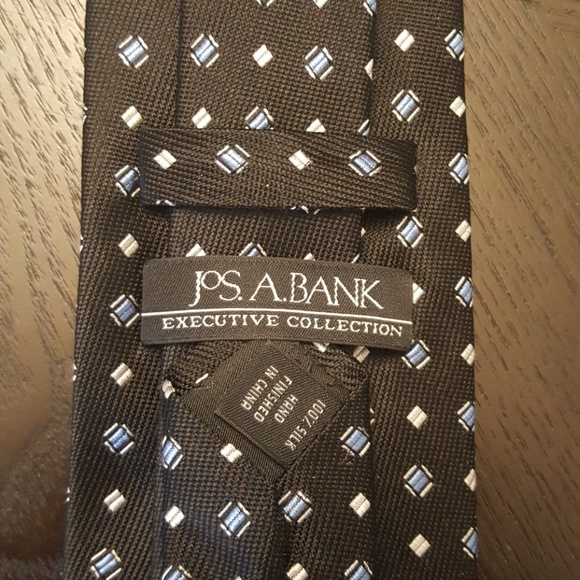 JOS. A. BANK
EXECUTIVE COLLECTION
100% SILK
HAND
FINISHED
IN CHINA